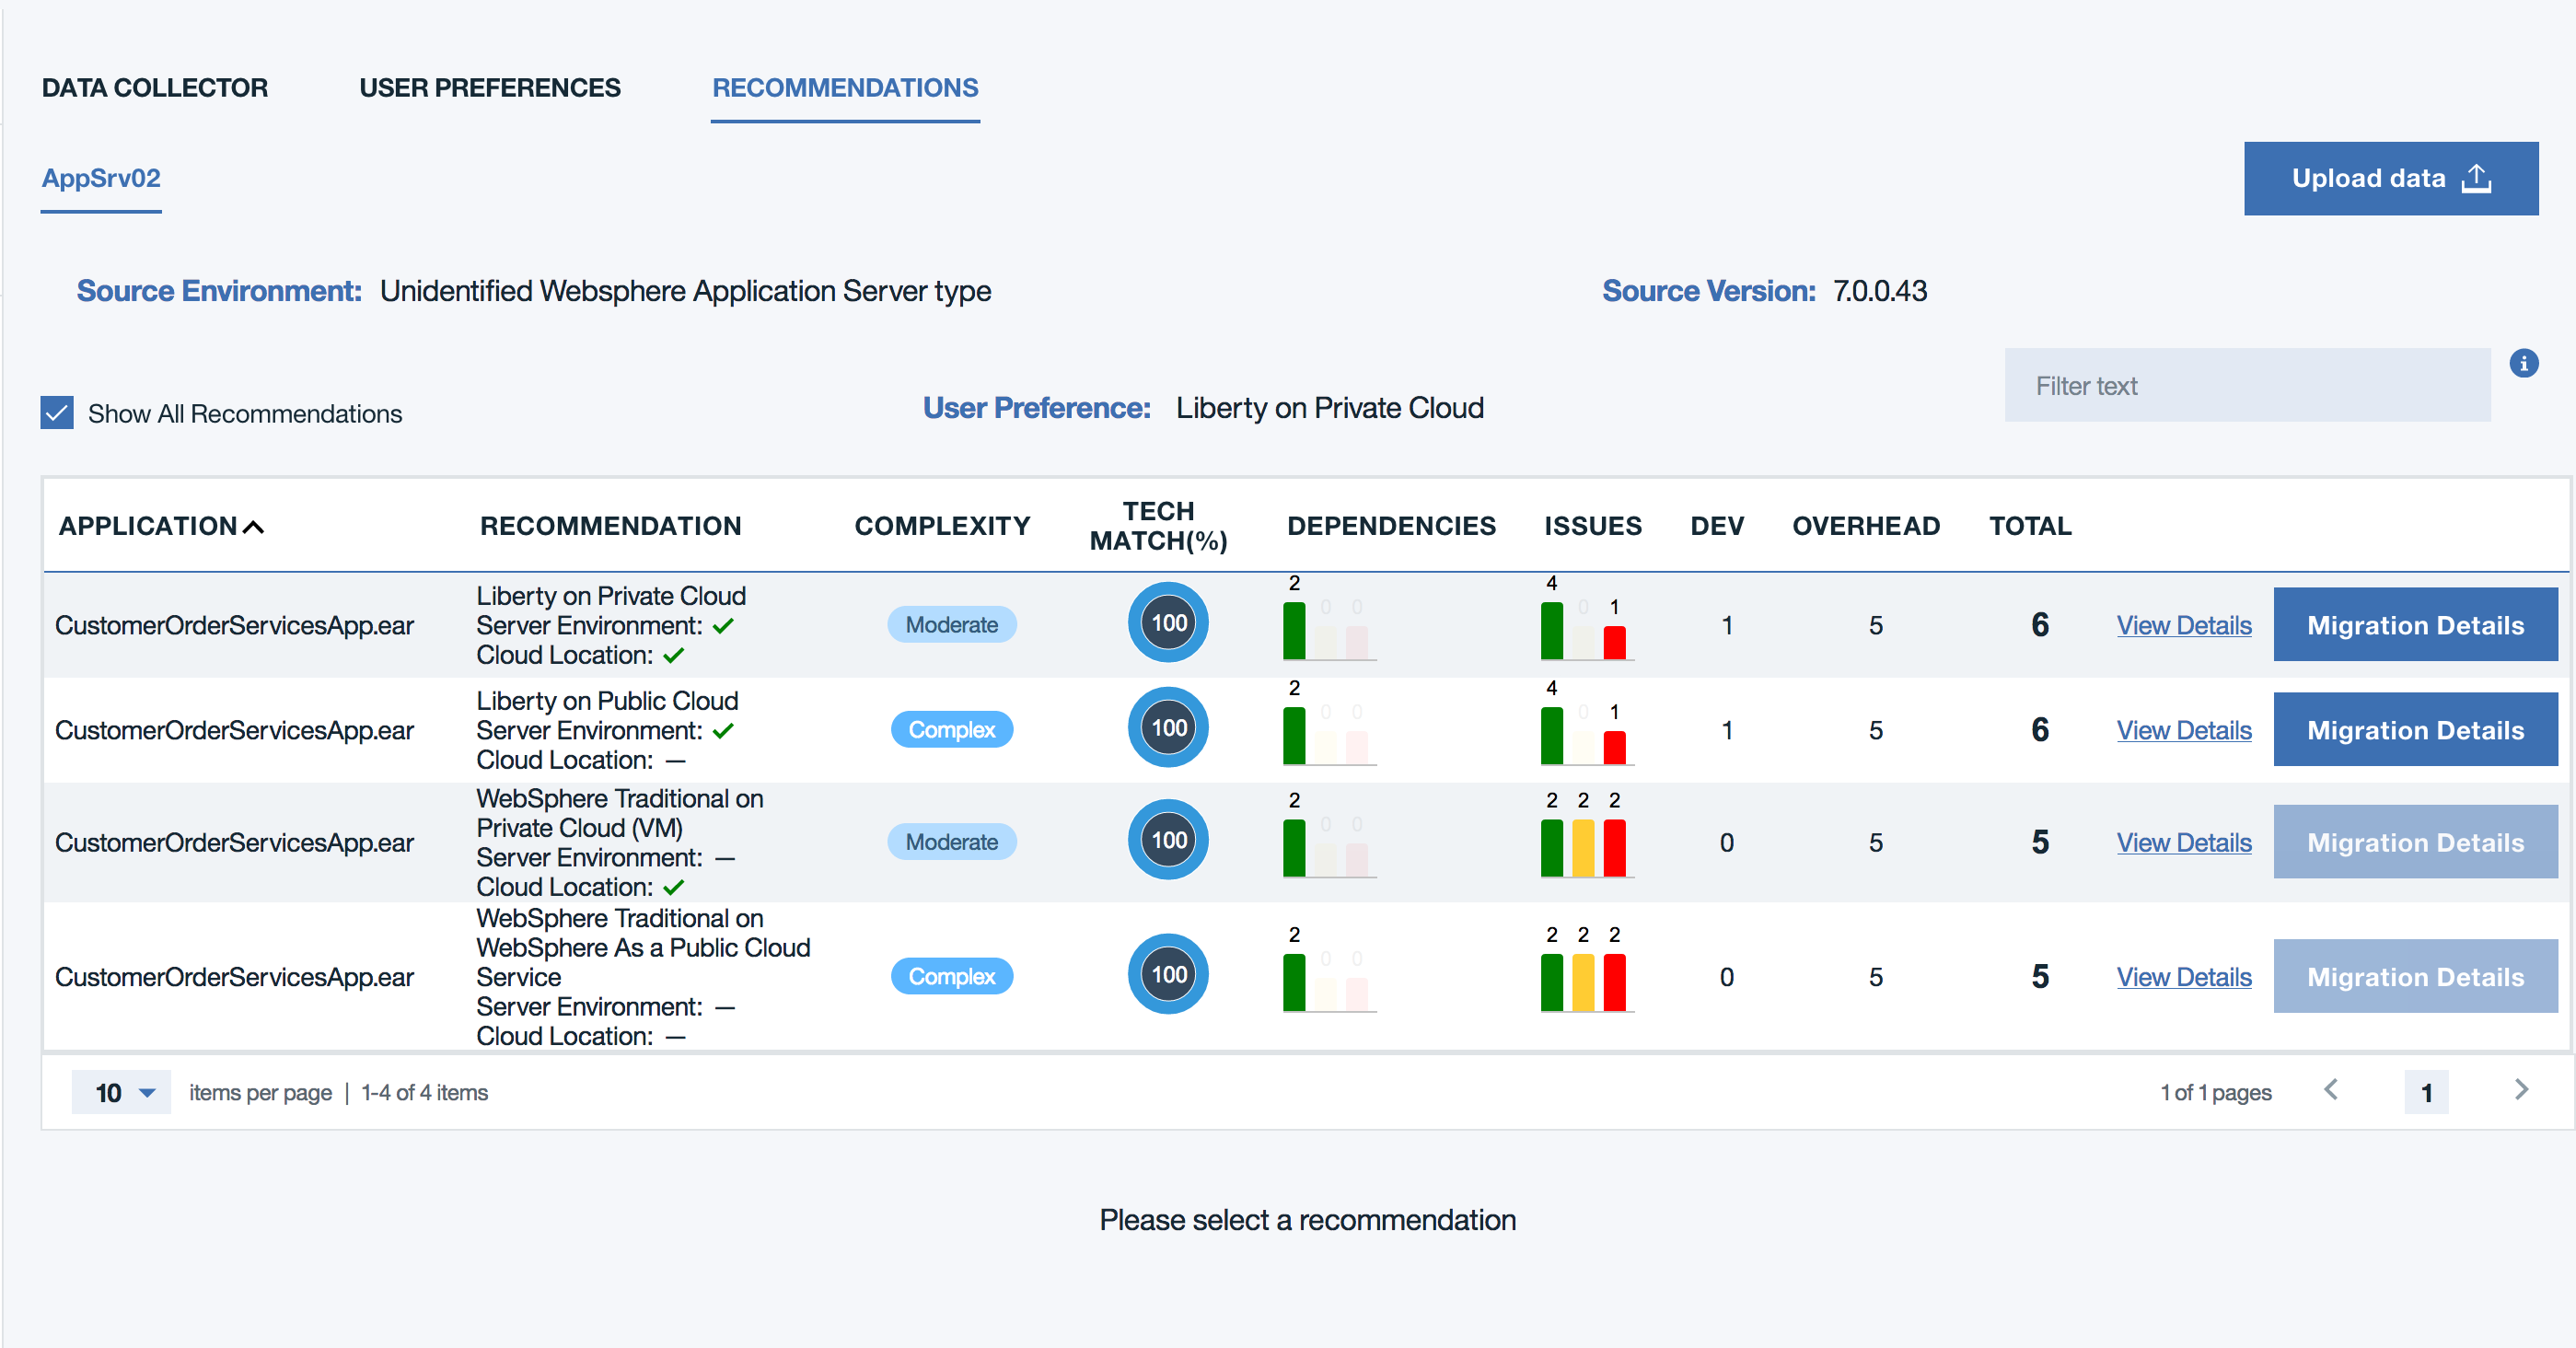 DATA COLLECTOR USER PREFERENCES RECOMMENDATIONS
AppSrv02
Upload data
Source Environment: Unidentified Websphere Application Server type Source Version: 7.0.0.43
Filter text
Show All Recommendations User Preference: Liberty on Private Cloud
APPLICATION RECOMMENDATION COMPLEXITY TECH MATCH(%) DEPENDENCIES ISSUES DEV OVERHEAD TOTAL
CustomerOrderServicesApp.ear
Liberty on Private Cloud
Server Environment:
Cloud Location:
Moderate 100 2 0 0 4 0 1 1 5 6 View Details Migration Details
CustomerOrderServicesApp.ear
Liberty on Public Cloud
Server Environment:
Cloud Location: —
Complex 100 2 0 0 4 0 1 1 5 6 View Details Migration Details
CustomerOrderServicesApp.ear
WebSphere Traditional on
Private Cloud (VM)
Server Environment: —
Cloud Location:
Moderate 100 2 0 0 2 2 2 0 5 5 View Details Migration Details
CustomerOrderServicesApp.ear
WebSphere Traditional on
WebSphere As a Public Cloud
Service
Server Environment: —
Cloud Location: —
Complex 100 2 0 0 2 2 2 0 5 5 View Details Migration Details
10 items per page | 1-4 of 4 items 1 of 1 pages 1
Please select a recommendation